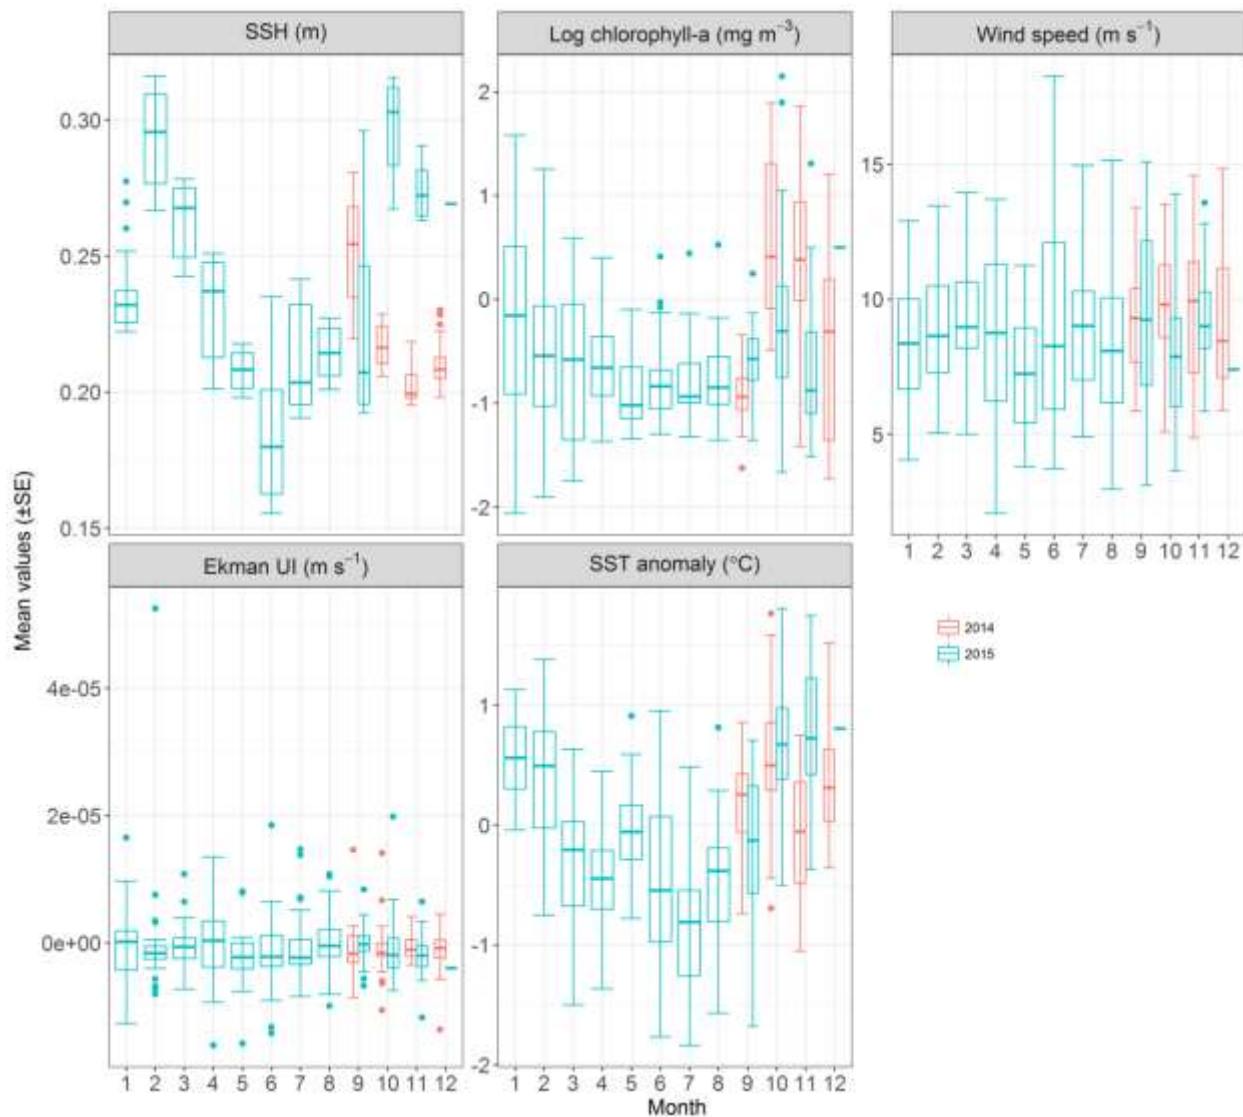 SSH (m)
Log chlorophyll-a (mg m⁻³)
Wind speed (m s⁻¹)
0.30
0.25
0.20
0.15
2
1
0
-1
-2
15
10
5
1 2 3 4 5 6 7 8 9 10 11 12
Mean values (±SE)
Ekman UI (m s⁻¹)
SST anomaly (°C)
4e-05
2e-05
0e+00
1
0
-1
-2
2014
2015
1 2 3 4 5 6 7 8 9 10 11 12
1 2 3 4 5 6 7 8 9 10 11 12
Month